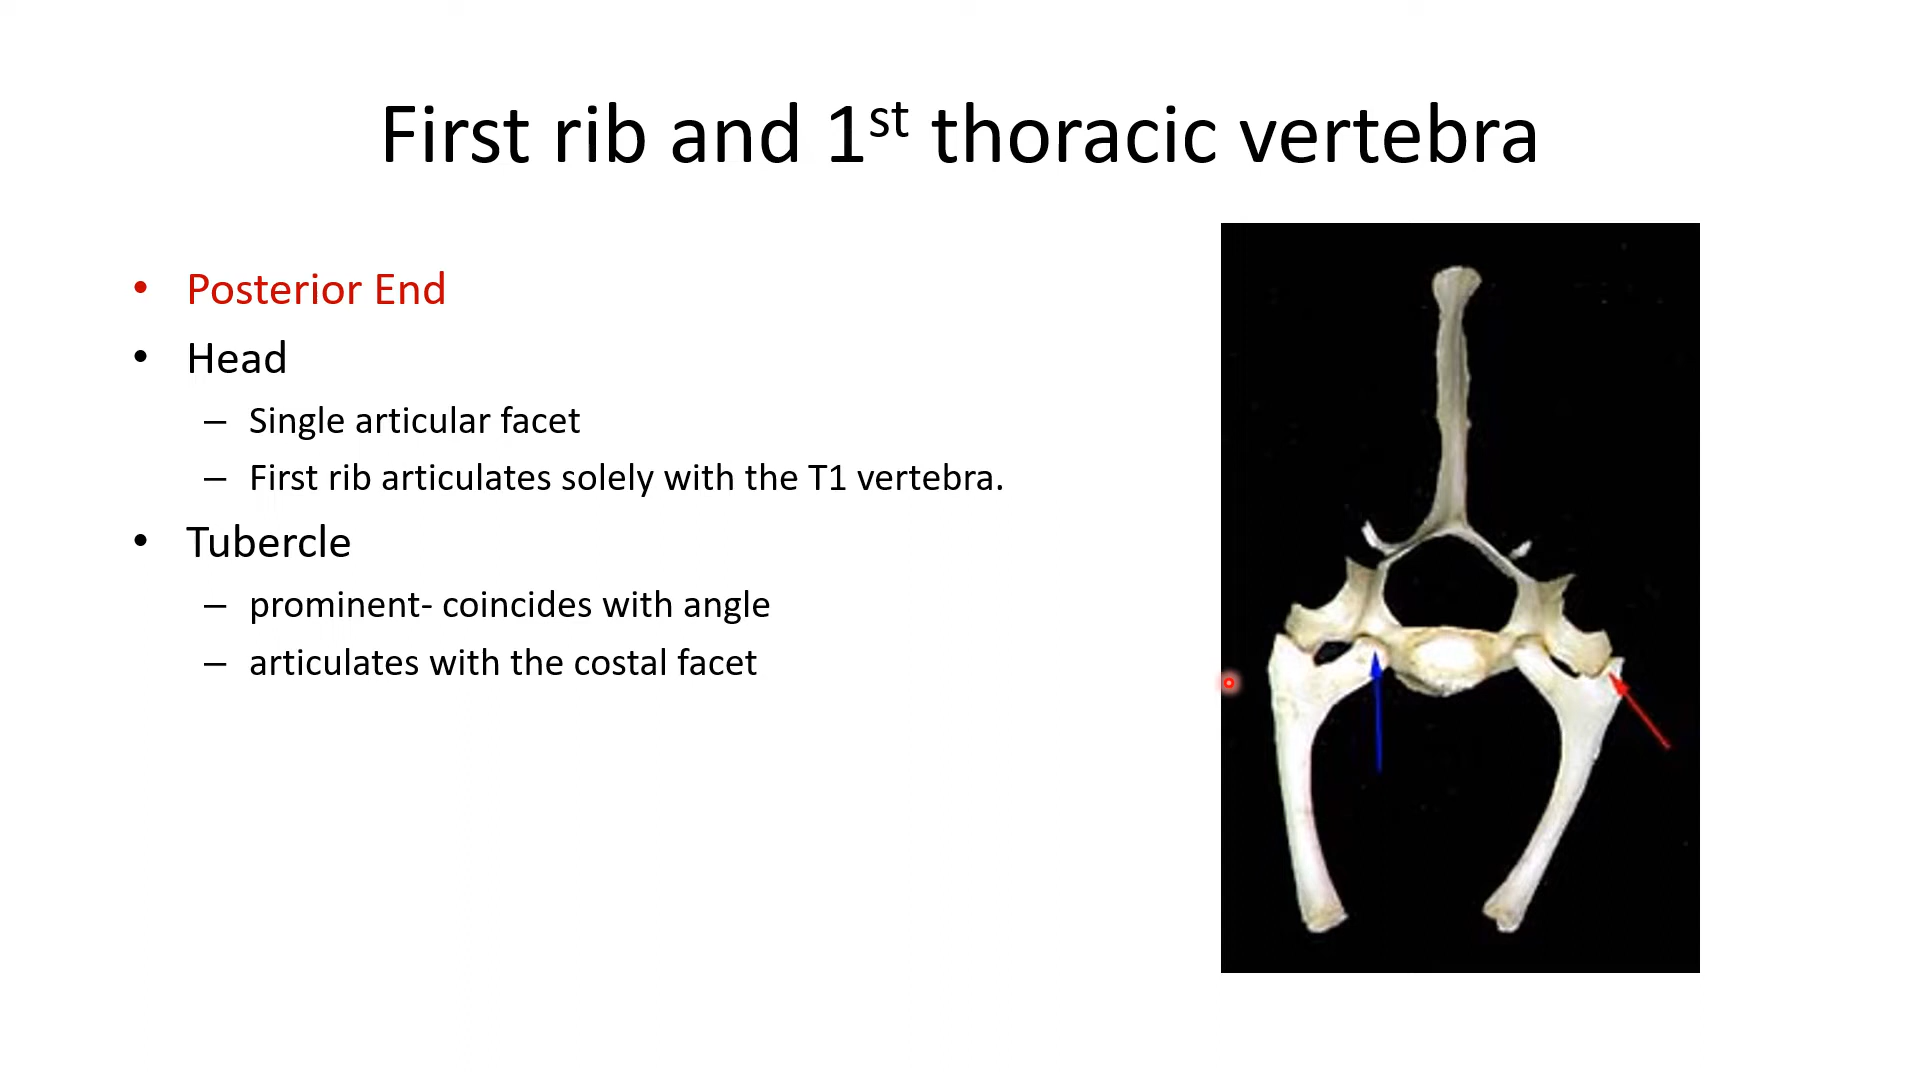 First rib and 1st thoracic vertebra
• Posterior End
• Head
– Single articular facet
– First rib articulates solely with the T1 vertebra.
• Tubercle
– prominent- coincides with angle
– articulates with the costal facet